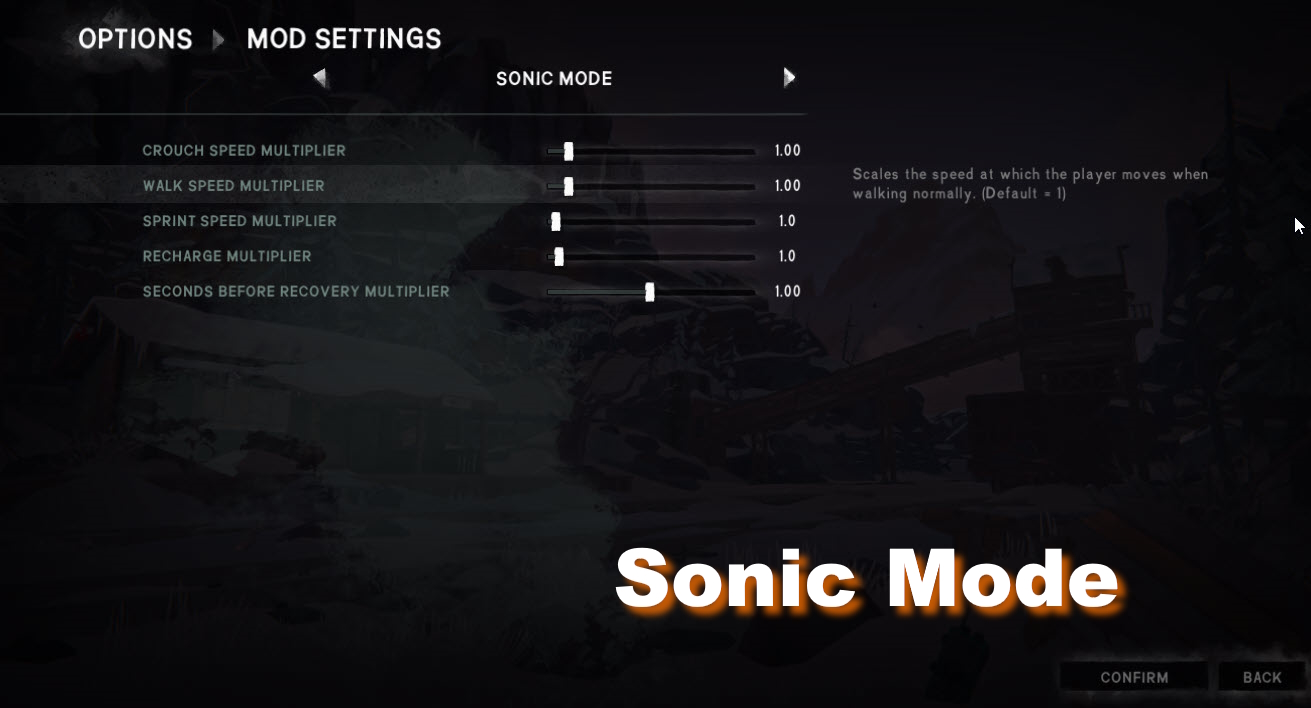 OPTIONS MOD SETTINGS
SONIC MODE
CROUCH SPEED MULTIPLIER 1.00
WALK SPEED MULTIPLIER 1.00
SPRINT SPEED MULTIPLIER 1.0
RECHARGE MULTIPLIER 1.0
SECONDS BEFORE RECOVERY MULTIPLIER 1.00
Scales the speed at which the player moves when
walking normally. (Default = 1)
Sonic Mode
CONFIRM BACK